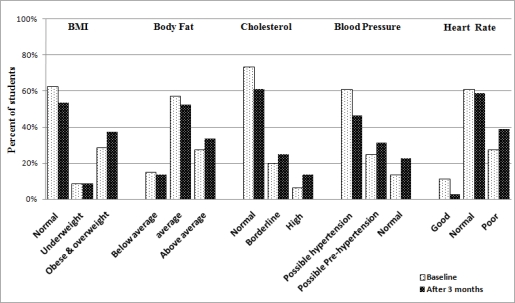 100%
80%
60%
40%
20%
0%
Percent of students
BMI
Body Fat
Cholesterol
Blood Pressure
Heart Rate
Normal
Underweight
Obese & overweight
Below average
average
Above average
Normal
Borderline
High
Possible hypertension
Possible Pre-hypertension
Normal
Good
Normal
Poor
Baseline
After 3 months